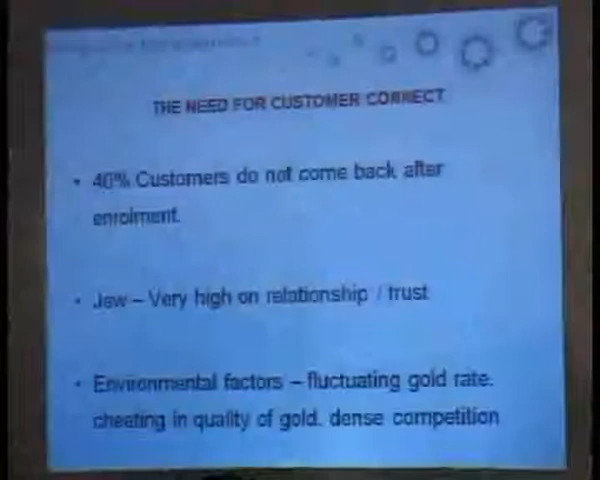 THE NEED FOR CUSTOMER CONNECT
• 40% Customers do not come back after
enrolment.
• Jew – Very high on relationship / trust
• Environmental factors – fluctuating gold rate,
cheating in quality of gold, dense competition